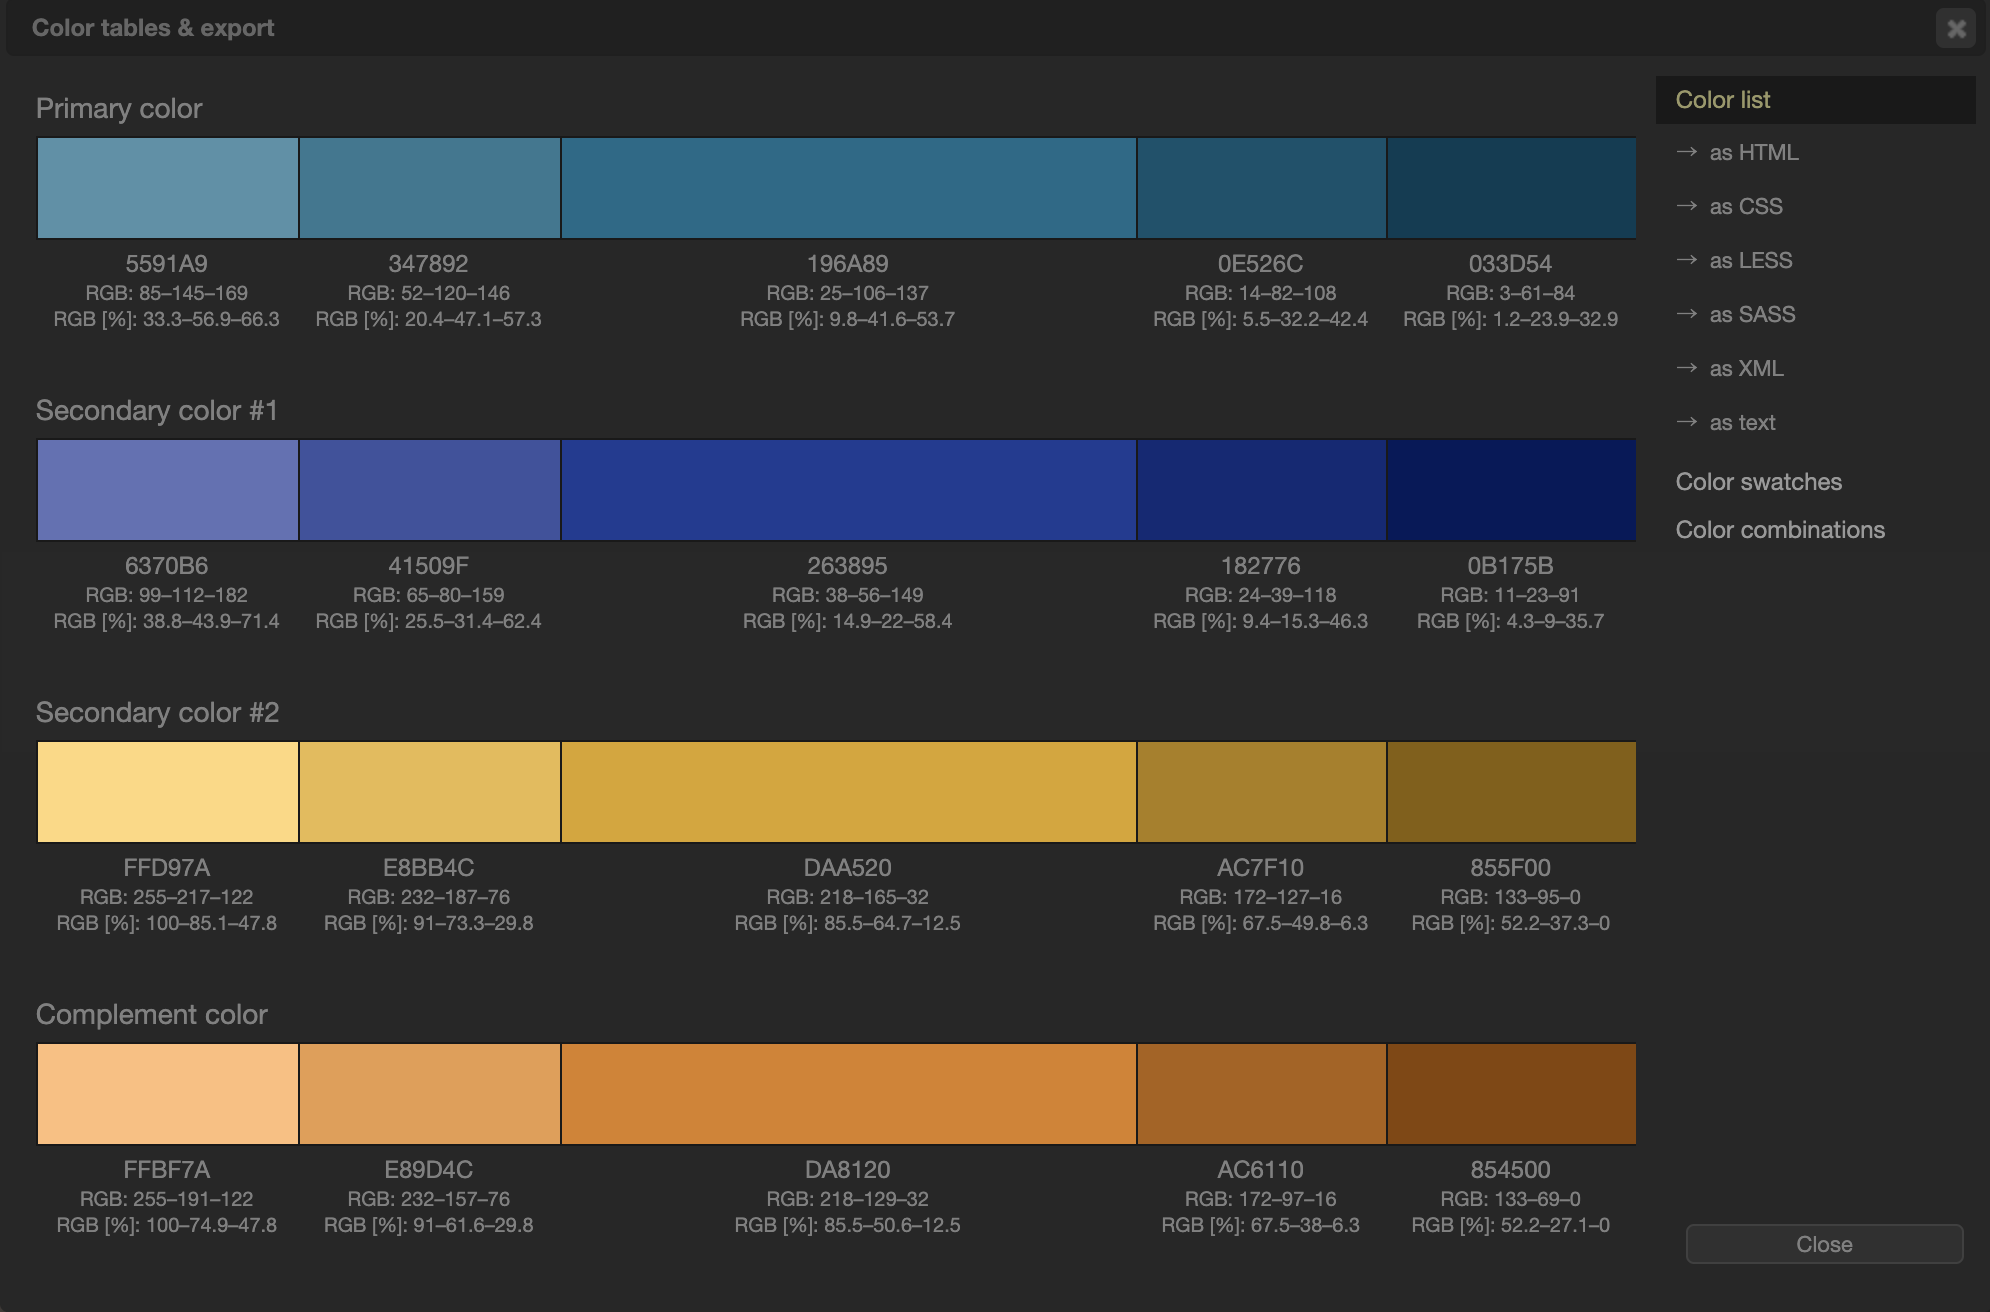 Color tables & export
Primary color
5591A9
RGB: 85–145–169
RGB [%]: 33.3–56.9–66.3
347892
RGB: 52–120–146
RGB [%]: 20.4–47.1–57.3
196A89
RGB: 25–106–137
RGB [%]: 9.8–41.6–53.7
0E526C
RGB: 14–82–108
RGB [%]: 5.5–32.2–42.4
033D54
RGB: 3–61–84
RGB [%]: 1.2–23.9–32.9
Secondary color #1
6370B6
RGB: 99–112–182
RGB [%]: 38.8–43.9–71.4
41509F
RGB: 65–80–159
RGB [%]: 25.5–31.4–62.4
263895
RGB: 38–56–149
RGB [%]: 14.9–22–58.4
182776
RGB: 24–39–118
RGB [%]: 9.4–15.3–46.3
0B175B
RGB: 11–23–91
RGB [%]: 4.3–9–35.7
Secondary color #2
FFD97A
RGB: 255–217–122
RGB [%]: 100–85.1–47.8
E8BB4C
RGB: 232–187–76
RGB [%]: 91–73.3–29.8
DAA520
RGB: 218–165–32
RGB [%]: 85.5–64.7–12.5
AC7F10
RGB: 172–127–16
RGB [%]: 67.5–49.8–6.3
855F00
RGB: 133–95–0
RGB [%]: 52.2–37.3–0
Complement color
FFBF7A
RGB: 255–191–122
RGB [%]: 100–74.9–47.8
E89D4C
RGB: 232–157–76
RGB [%]: 91–61.6–29.8
DA8120
RGB: 218–129–32
RGB [%]: 85.5–50.6–12.5
AC6110
RGB: 172–97–16
RGB [%]: 67.5–38–6.3
854500
RGB: 133–69–0
RGB [%]: 52.2–27.1–0
Color list
→ as HTML
→ as CSS
→ as LESS
→ as SASS
→ as XML
→ as text
Color swatches
Color combinations
Close